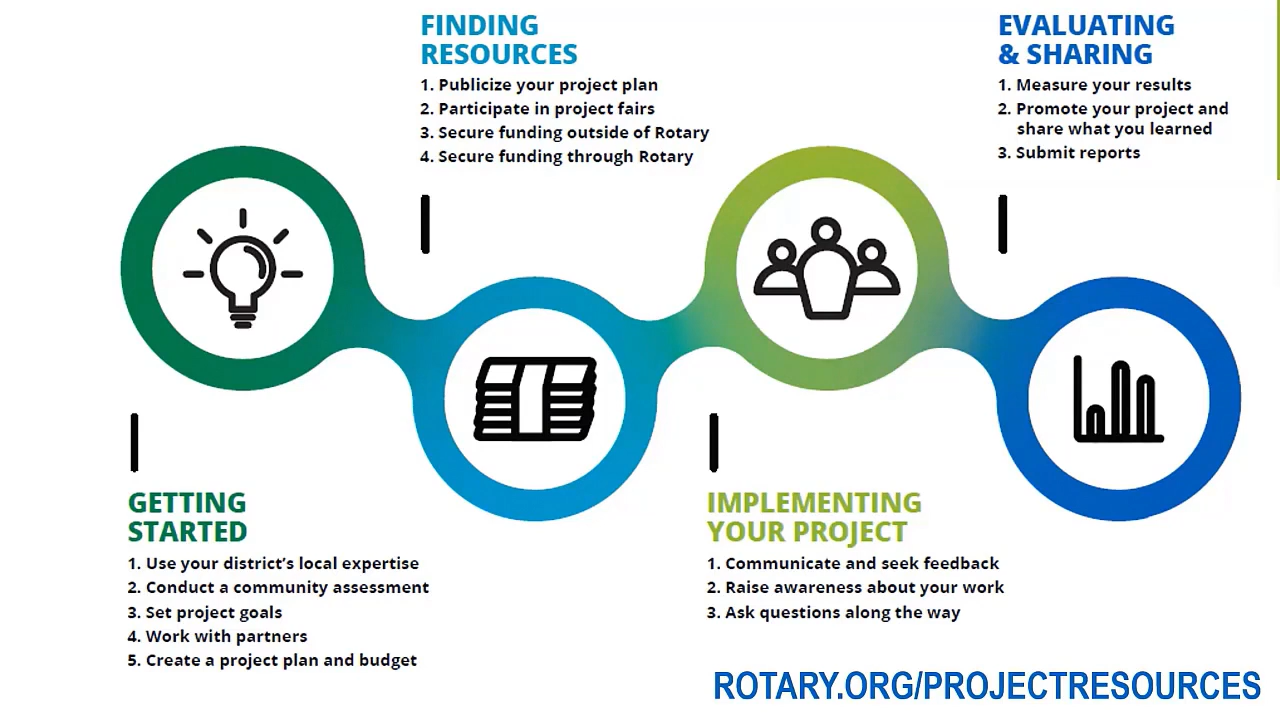 FINDING
RESOURCES
1. Publicize your project plan
2. Participate in project fairs
3. Secure funding outside of Rotary
4. Secure funding through Rotary
EVALUATING
& SHARING
1. Measure your results
2. Promote your project and
share what you learned
3. Submit reports
GETTING
STARTED
1. Use your district’s local expertise
2. Conduct a community assessment
3. Set project goals
4. Work with partners
5. Create a project plan and budget
IMPLEMENTING
YOUR PROJECT
1. Communicate and seek feedback
2. Raise awareness about your work
3. Ask questions along the way
ROTARY.ORG/PROJECTRESOURCES